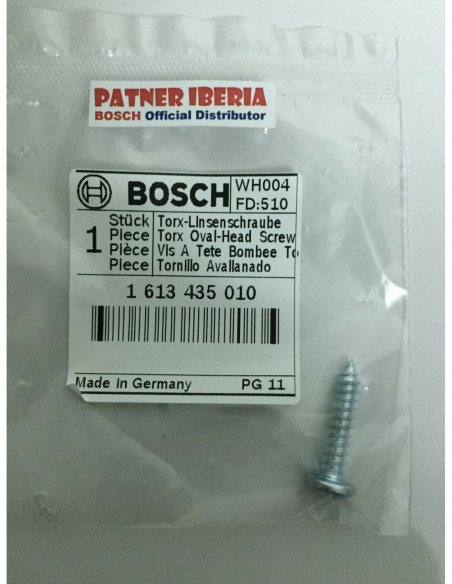 PATNER IBERIA
BOSCH Official Distributor
BOSCH
WH004
FD:510
1
Stück Torx-Linsenschraube
Piece Torx Oval-Head Screw
Pièce Vis A Tete Bombee To
Piece Tornillo Avallanado
1 613 435 010
Made in Germany PG 11